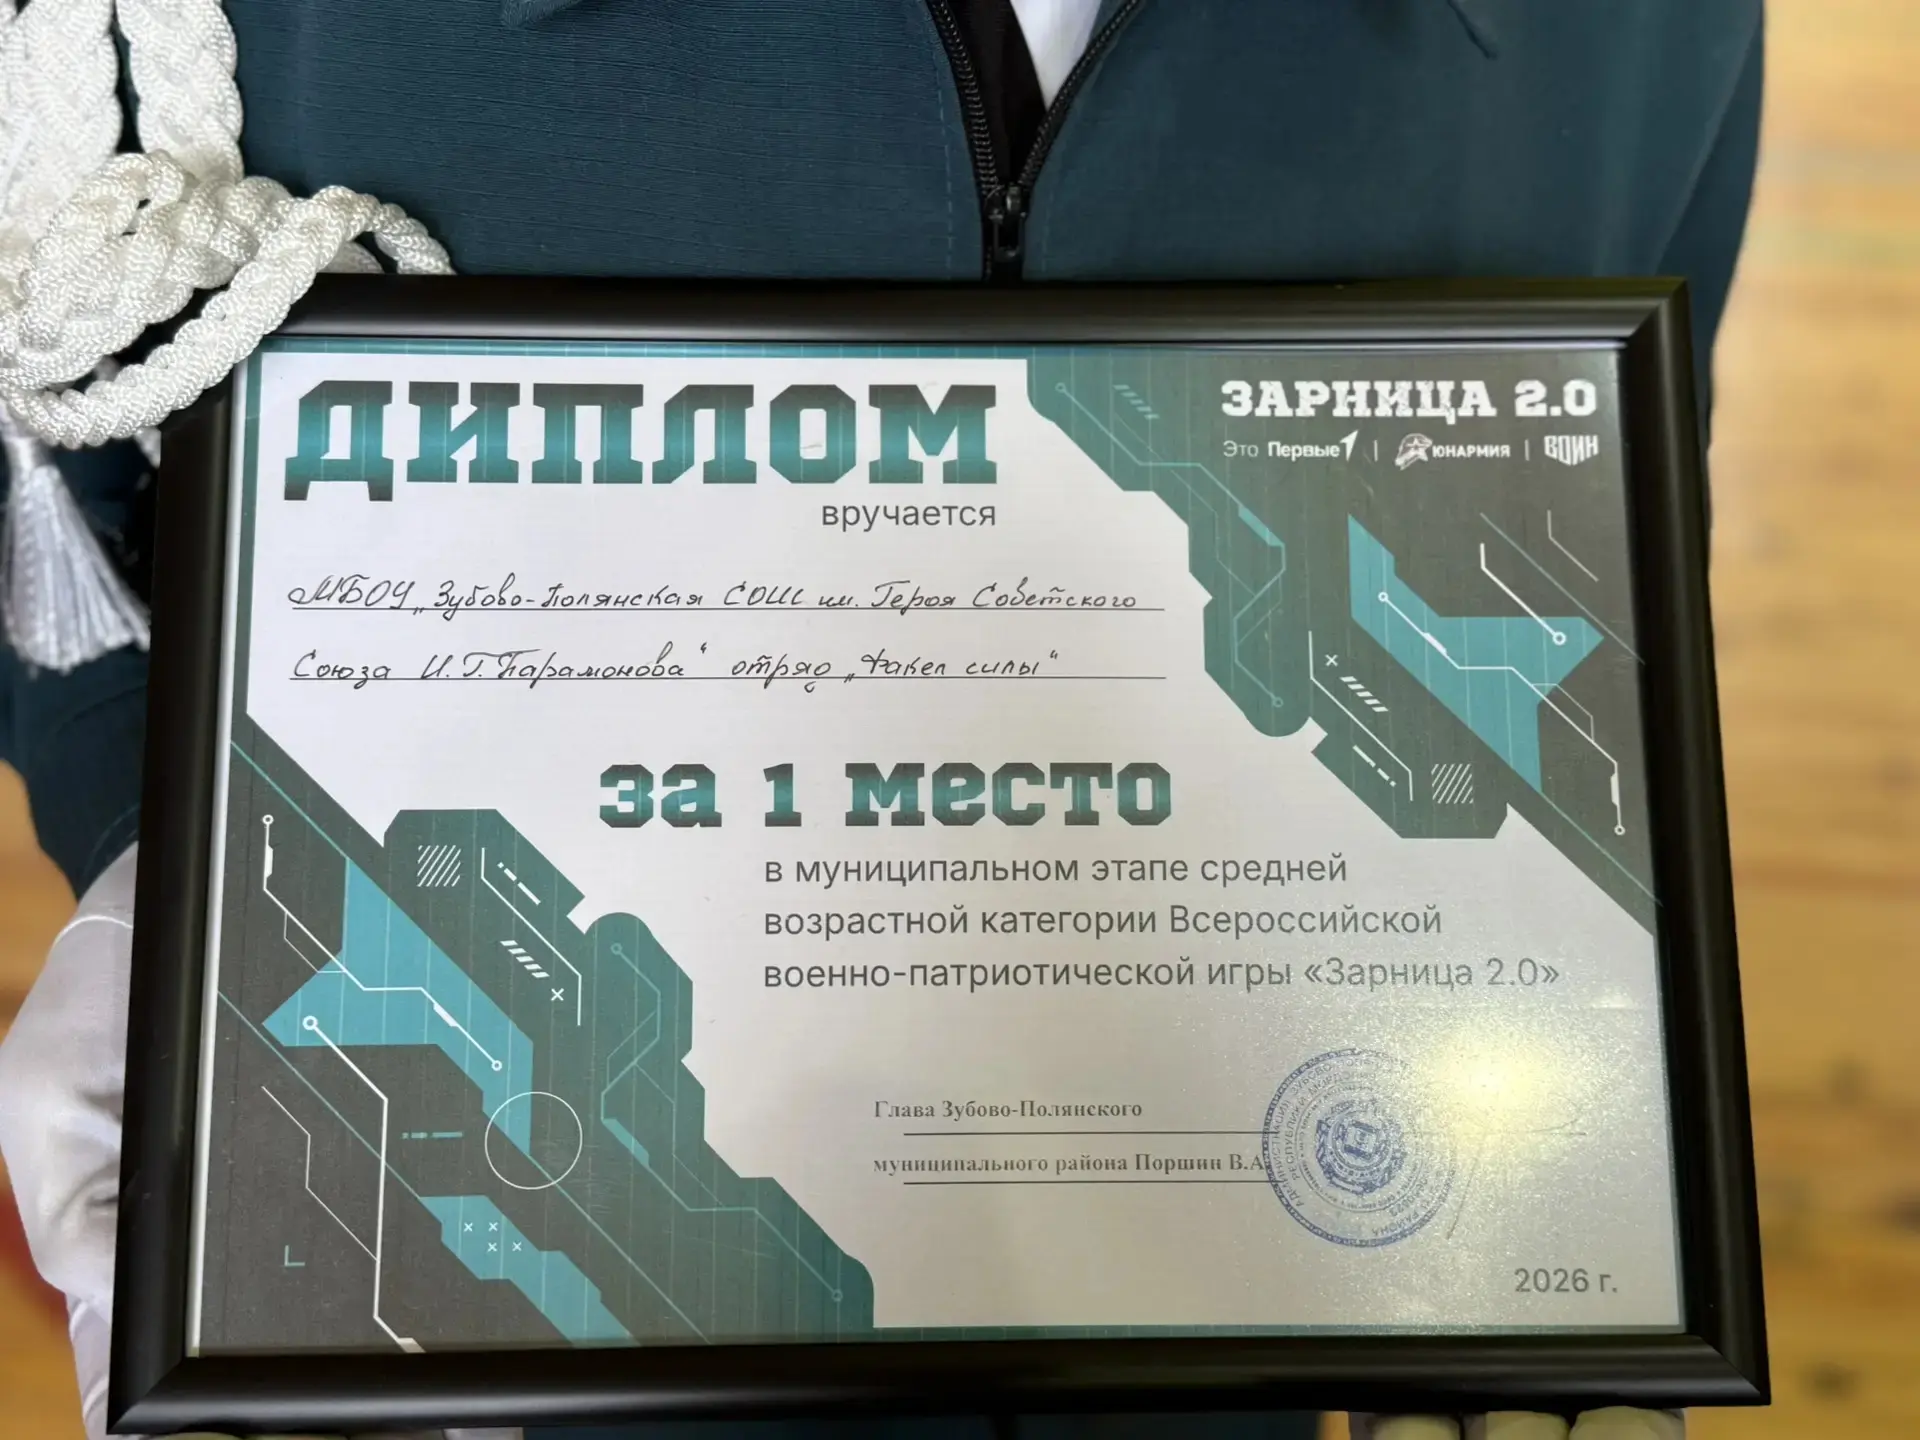 ДИПЛОМ
вручается
ЗАРНИЦА 2.0
Это Первые | ЮНАРМИЯ | ВОИН
МБОУ „Зубово-Полянская СОШ им. Героя Советского
Союза И.Г. Парамонова“ отряд „Факел силы“
за 1 место
в муниципальном этапе средней
возрастной категории Всероссийской
военно-патриотической игры «Зарница 2.0»
Глава Зубово-Полянского
муниципального района Поршин В.А
2026 г.